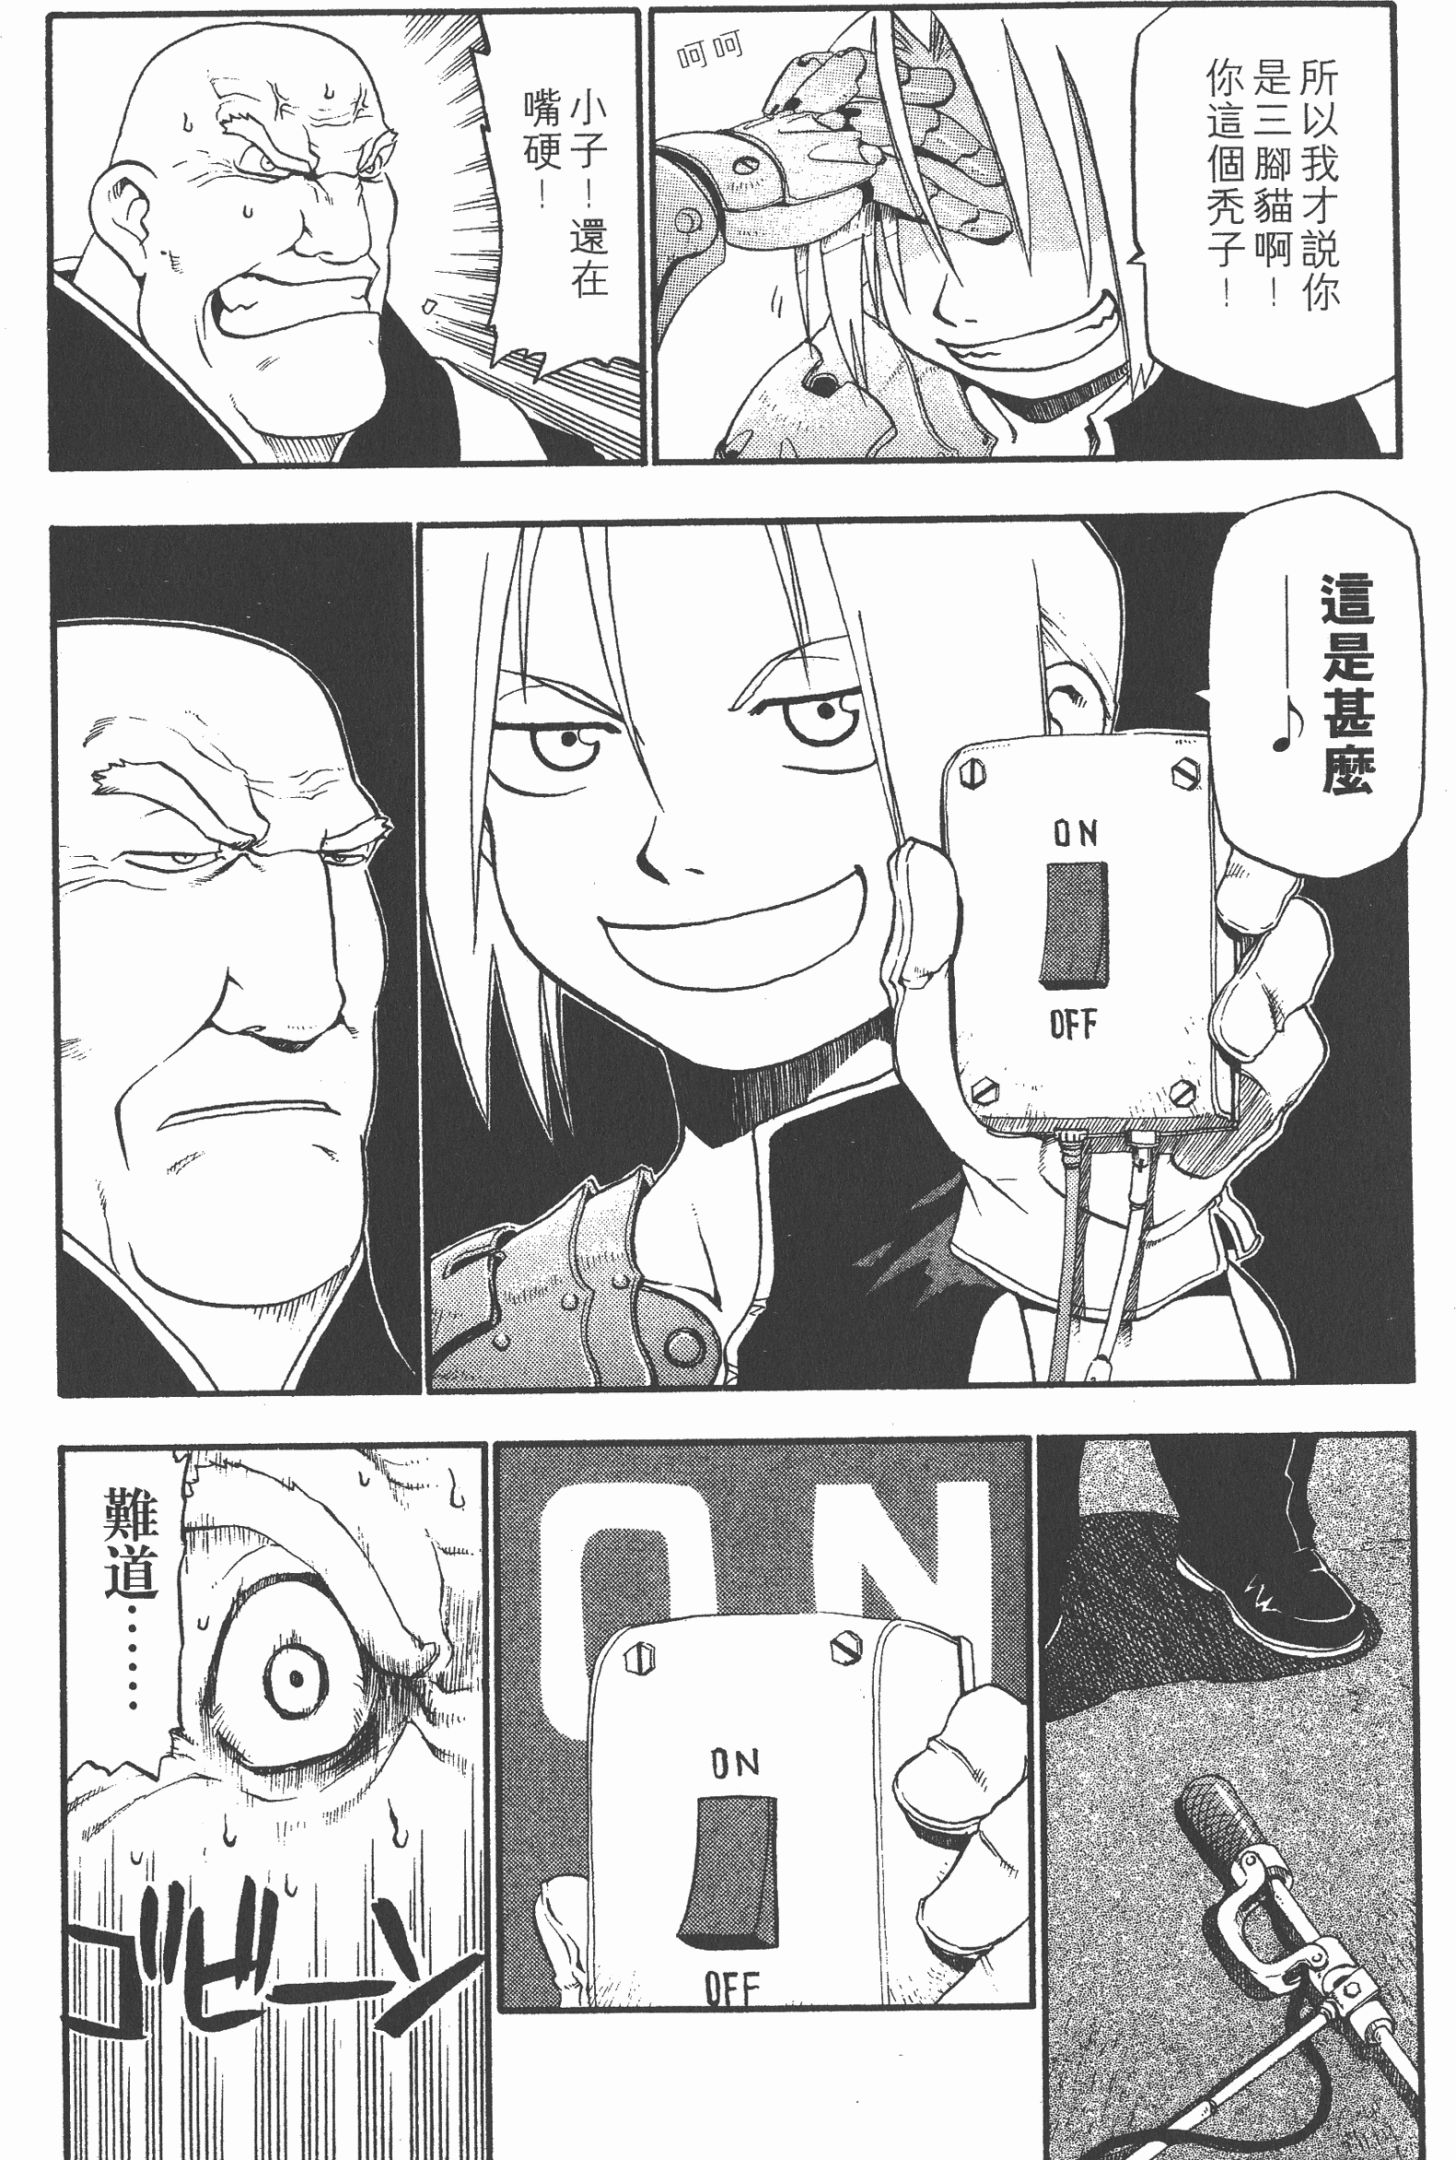 所以我才説你
是三腳貓啊！
你這個禿子！
呵呵
小子！還在
嘴硬！
這是甚麼
♪
ON
OFF
ON
ON
OFF
難道……
ゴビーン